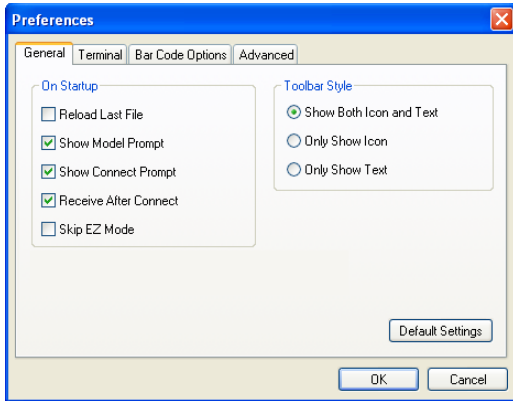 Preferences
General Terminal Bar Code Options Advanced
On Startup
Reload Last File
Show Model Prompt
Show Connect Prompt
Receive After Connect
Skip EZ Mode
Toolbar Style
Show Both Icon and Text
Only Show Icon
Only Show Text
Default Settings
OK Cancel